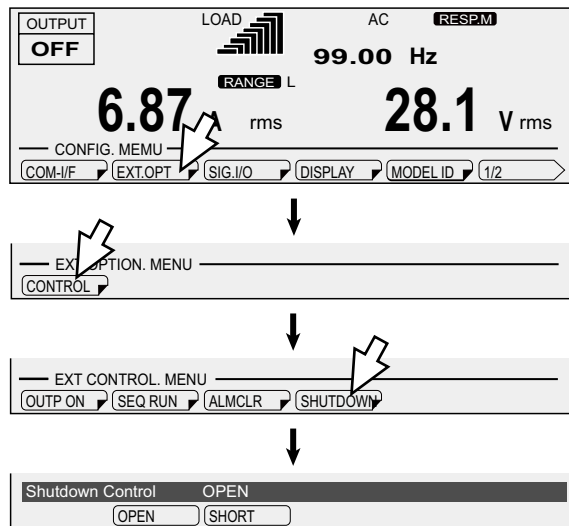 OUTPUT LOAD AC RESP.M
OFF
99.00 Hz
RANGE L
6.87 A rms 28.1 V rms
CONFIG. MEMU
COM-I/F EXT.OPT SIG.I/O DISPLAY MODEL ID 1/2
EXT OPTION. MENU
CONTROL
EXT CONTROL. MENU
OUTP ON SEQ RUN ALMCLR SHUTDOWN
Shutdown Control OPEN
OPEN SHORT